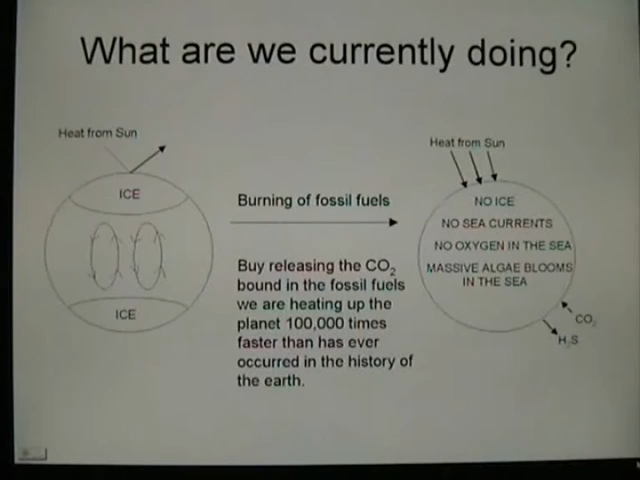 What are we currently doing?
Heat from Sun
ICE
ICE
Burning of fossil fuels
Buy releasing the CO2
bound in the fossil fuels
we are heating up the
planet 100,000 times
faster than has ever
occurred in the history of
the earth.
Heat from Sun
NO ICE
NO SEA CURRENTS
NO OXYGEN IN THE SEA
MASSIVE ALGAE BLOOMS
IN THE SEA
CO2
H2S